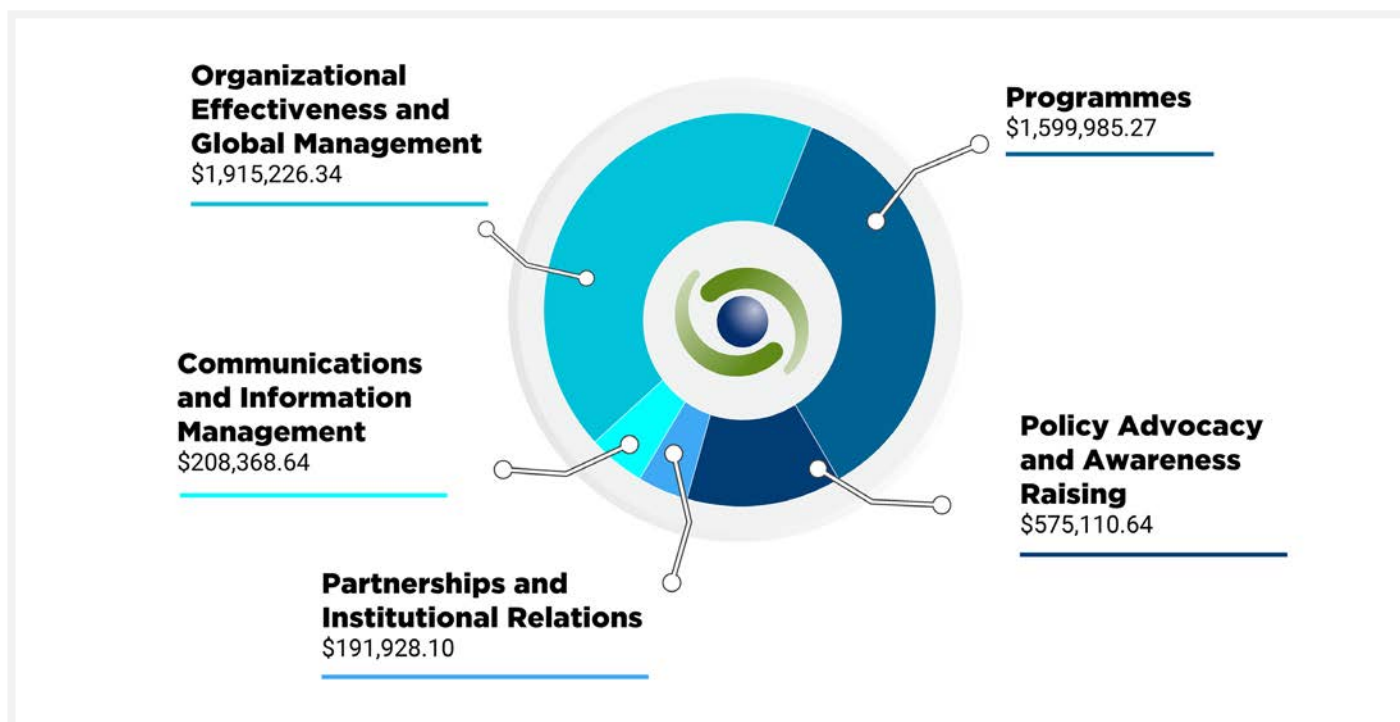 Organizational
Effectiveness and
Global Management
$1,915,226.34
Programmes
$1,599,985.27
Communications
and Information
Management
$208,368.64
Policy Advocacy
and Awareness
Raising
$575,110.64
Partnerships and
Institutional Relations
$191,928.10